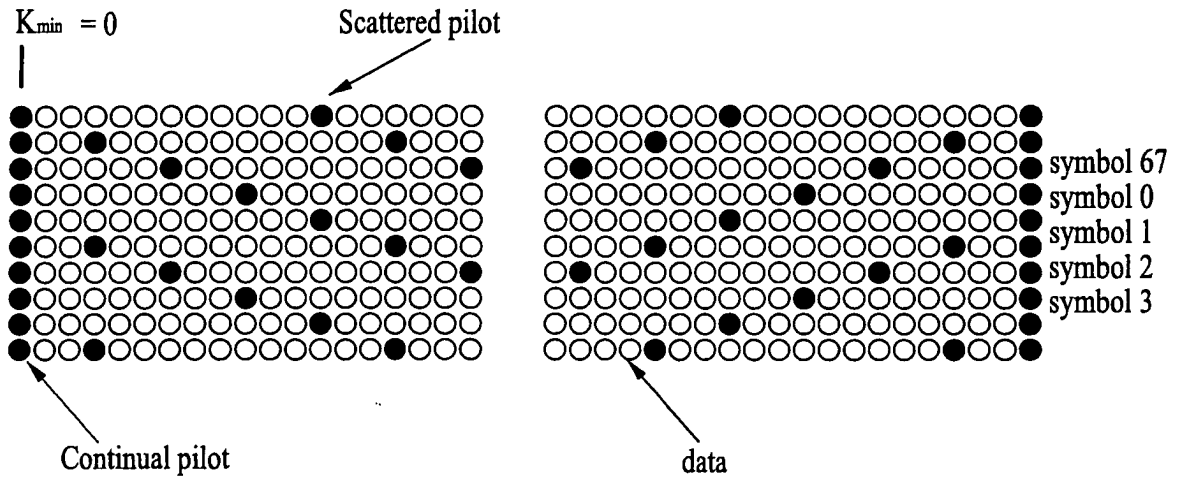 Kmin = 0
Scattered pilot
symbol 67
symbol 0
symbol 1
symbol 2
symbol 3
Continual pilot
data